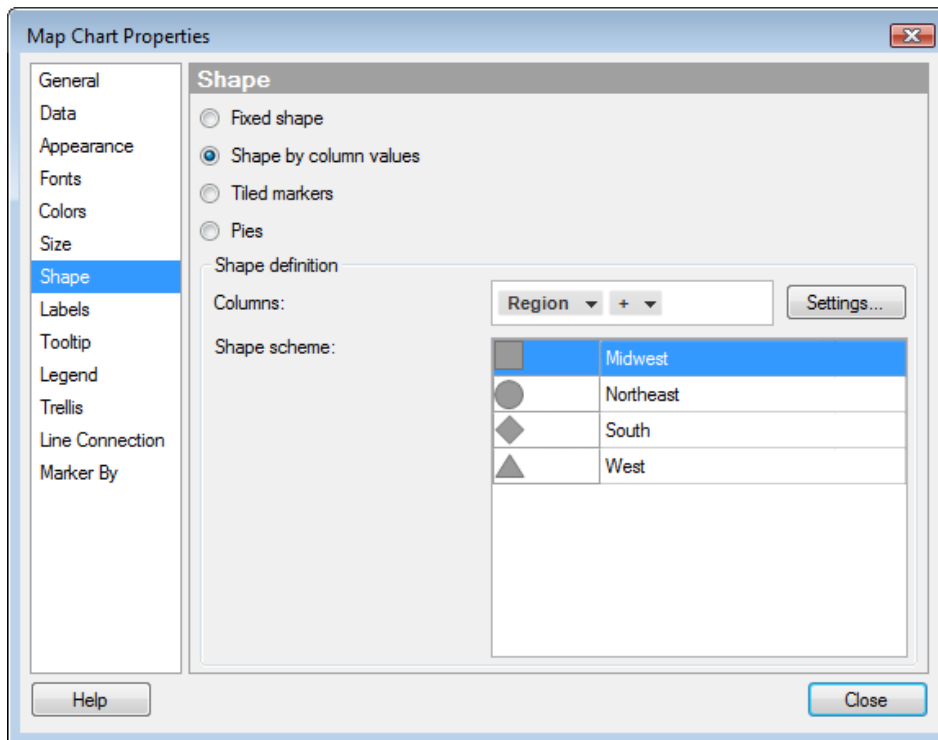 Map Chart Properties
General
Data
Appearance
Fonts
Colors
Size
Shape
Labels
Tooltip
Legend
Trellis
Line Connection
Marker By
Shape
Fixed shape
Shape by column values
Tiled markers
Pies
Shape definition
Columns:
Region +
Settings...
Shape scheme:
Midwest
Northeast
South
West
Help
Close